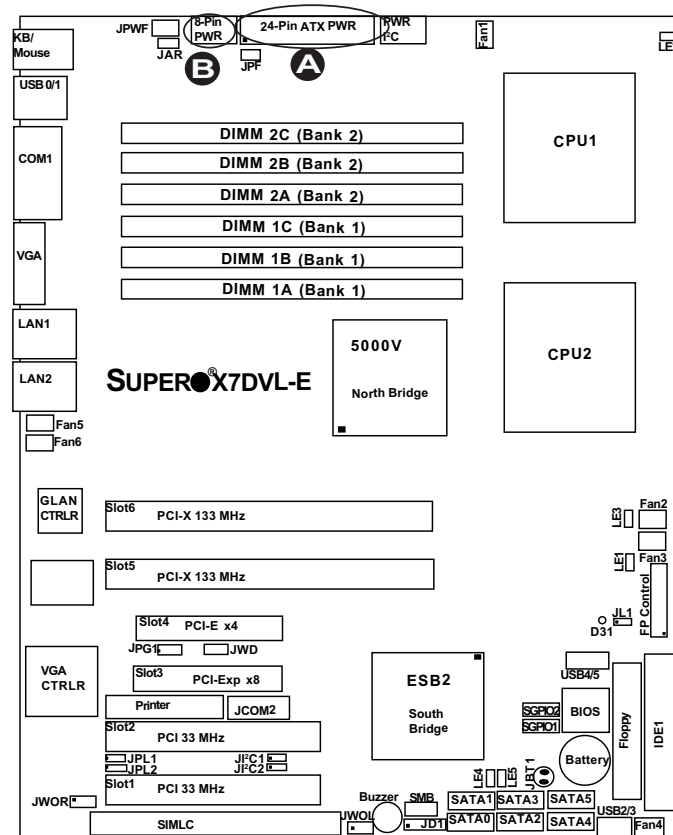 JPWF
8-Pin
PWR
24-Pin ATX PWR
PWR
I²C
Fan1
LE
KB/
Mouse
JAR
JPF
B
A
USB 0/1
COM1
DIMM 2C (Bank 2)
DIMM 2B (Bank 2)
DIMM 2A (Bank 2)
DIMM 1C (Bank 1)
DIMM 1B (Bank 1)
DIMM 1A (Bank 1)
CPU1
VGA
LAN1
LAN2
5000V
North Bridge
CPU2
SUPER●®X7DVL-E
Fan5
Fan6
GLAN
CTRLR
Slot6
PCI-X 133 MHz
Slot5
PCI-X 133 MHz
LE3
Fan2
Fan3
LE1
FP Control
JL1
D31
Slot4
PCI-E x4
JPG1
JWD
VGA
CTRLR
Slot3
PCI-Exp x8
Printer
JCOM2
ESB2
South
Bridge
USB4/5
SGPIO2
SGPIO1
BIOS
Floppy
IDE1
Slot2
PCI 33 MHz
JPL1
JPL2
JI²C1
JI²C2
Battery
Slot1
PCI 33 MHz
LE4
LE5
JBT1
JWOR
Buzzer
SMB
SATA1
SATA3
SATA5
USB2/3
SIMLC
JWOL
JD1
SATA0
SATA2
SATA4
Fan4